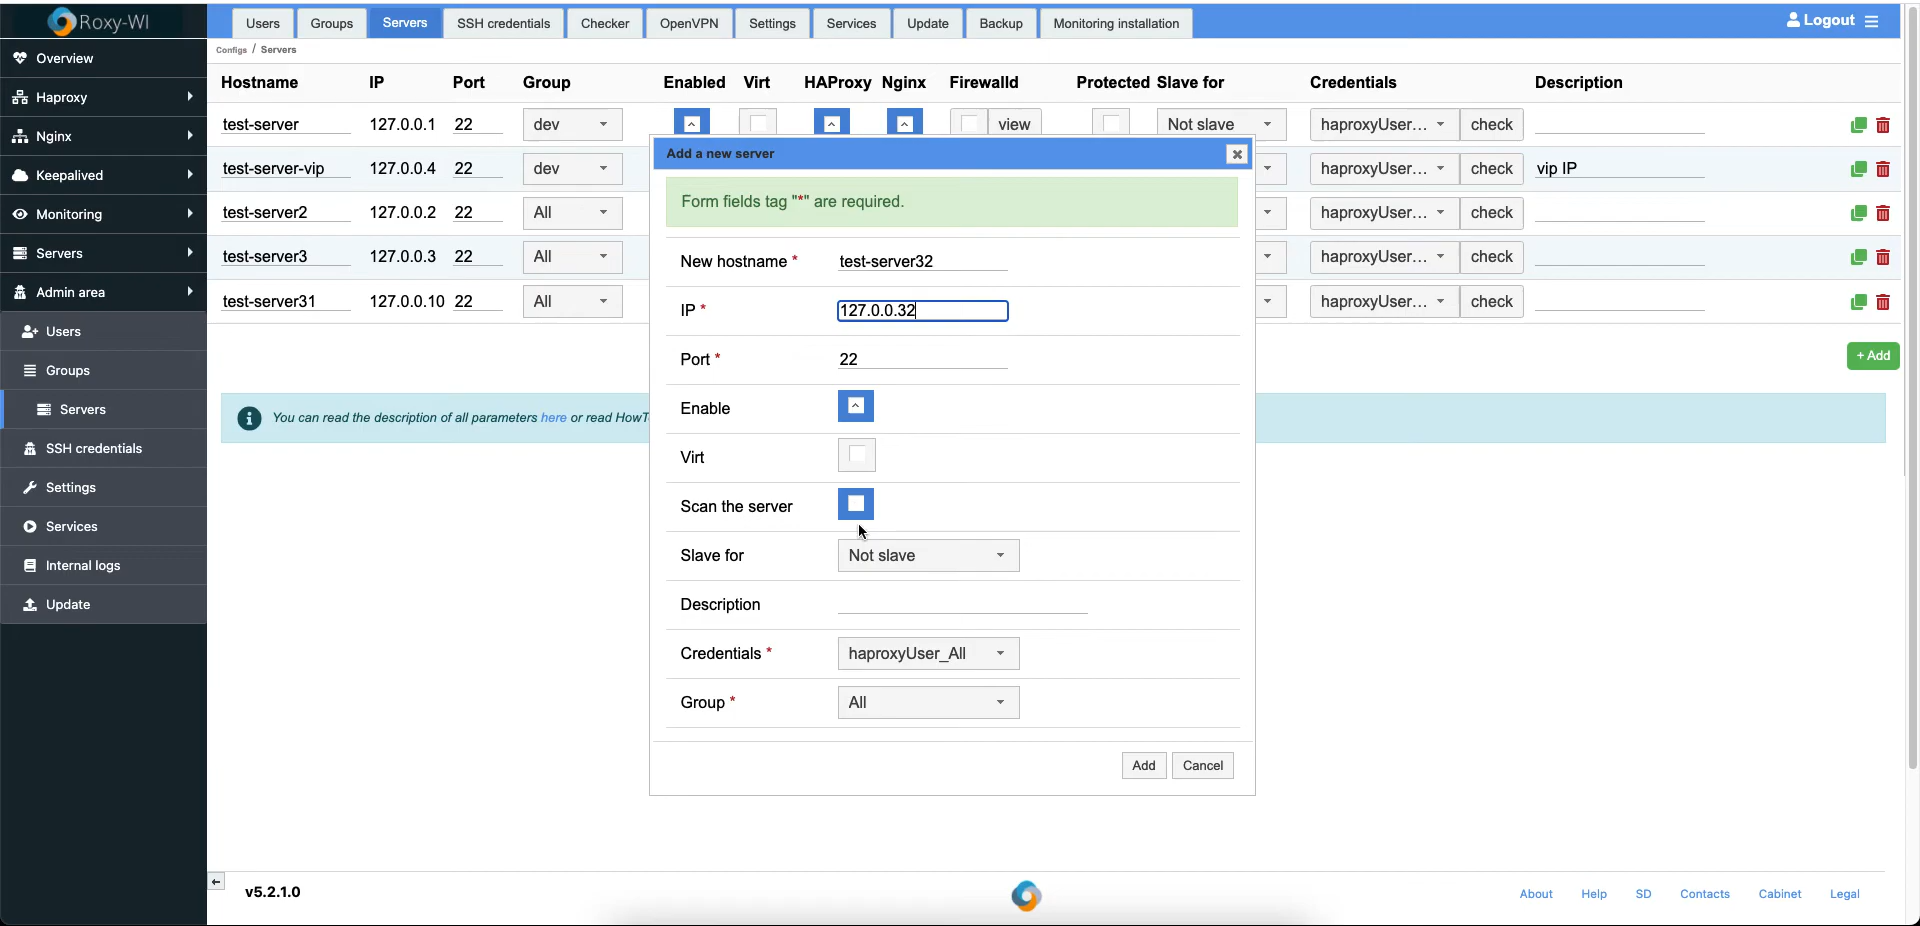 Roxy-WI
Users Groups Servers SSH credentials Checker OpenVPN Settings Services Update Backup Monitoring installation Logout
Configs / Servers
Overview
Haproxy
Nginx
Keepalived
Monitoring
Servers
Admin area
Users
Groups
Servers
SSH credentials
Settings
Services
Internal logs
Update
Hostname IP Port Group Enabled Virt HAProxy Nginx Firewalld Protected Slave for Credentials Description
test-server 127.0.0.1 22 dev view Not slave haproxyUser... check
test-server-vip 127.0.0.4 22 dev haproxyUser... check vip IP
test-server2 127.0.0.2 22 All haproxyUser... check
test-server3 127.0.0.3 22 All haproxyUser... check
test-server31 127.0.0.10 22 All haproxyUser... check
+ Add
You can read the description of all parameters here or read HowT
Add a new server
Form fields tag "*" are required.
New hostname * test-server32
IP * 127.0.0.32
Port * 22
Enable
Virt
Scan the server
Slave for Not slave
Description
Credentials * haproxyUser_All
Group * All
Add Cancel
v5.2.1.0
About Help SD Contacts Cabinet Legal